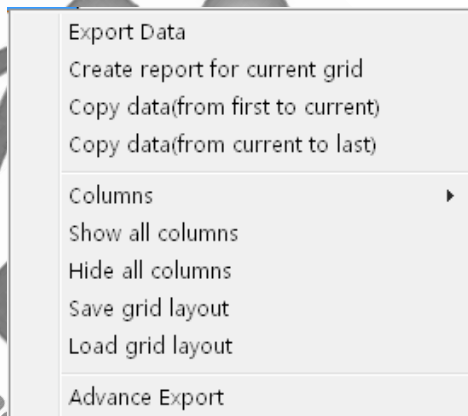 Export Data
Create report for current grid
Copy data(from first to current)
Copy data(from current to last)
Columns
Show all columns
Hide all columns
Save grid layout
Load grid layout
Advance Export